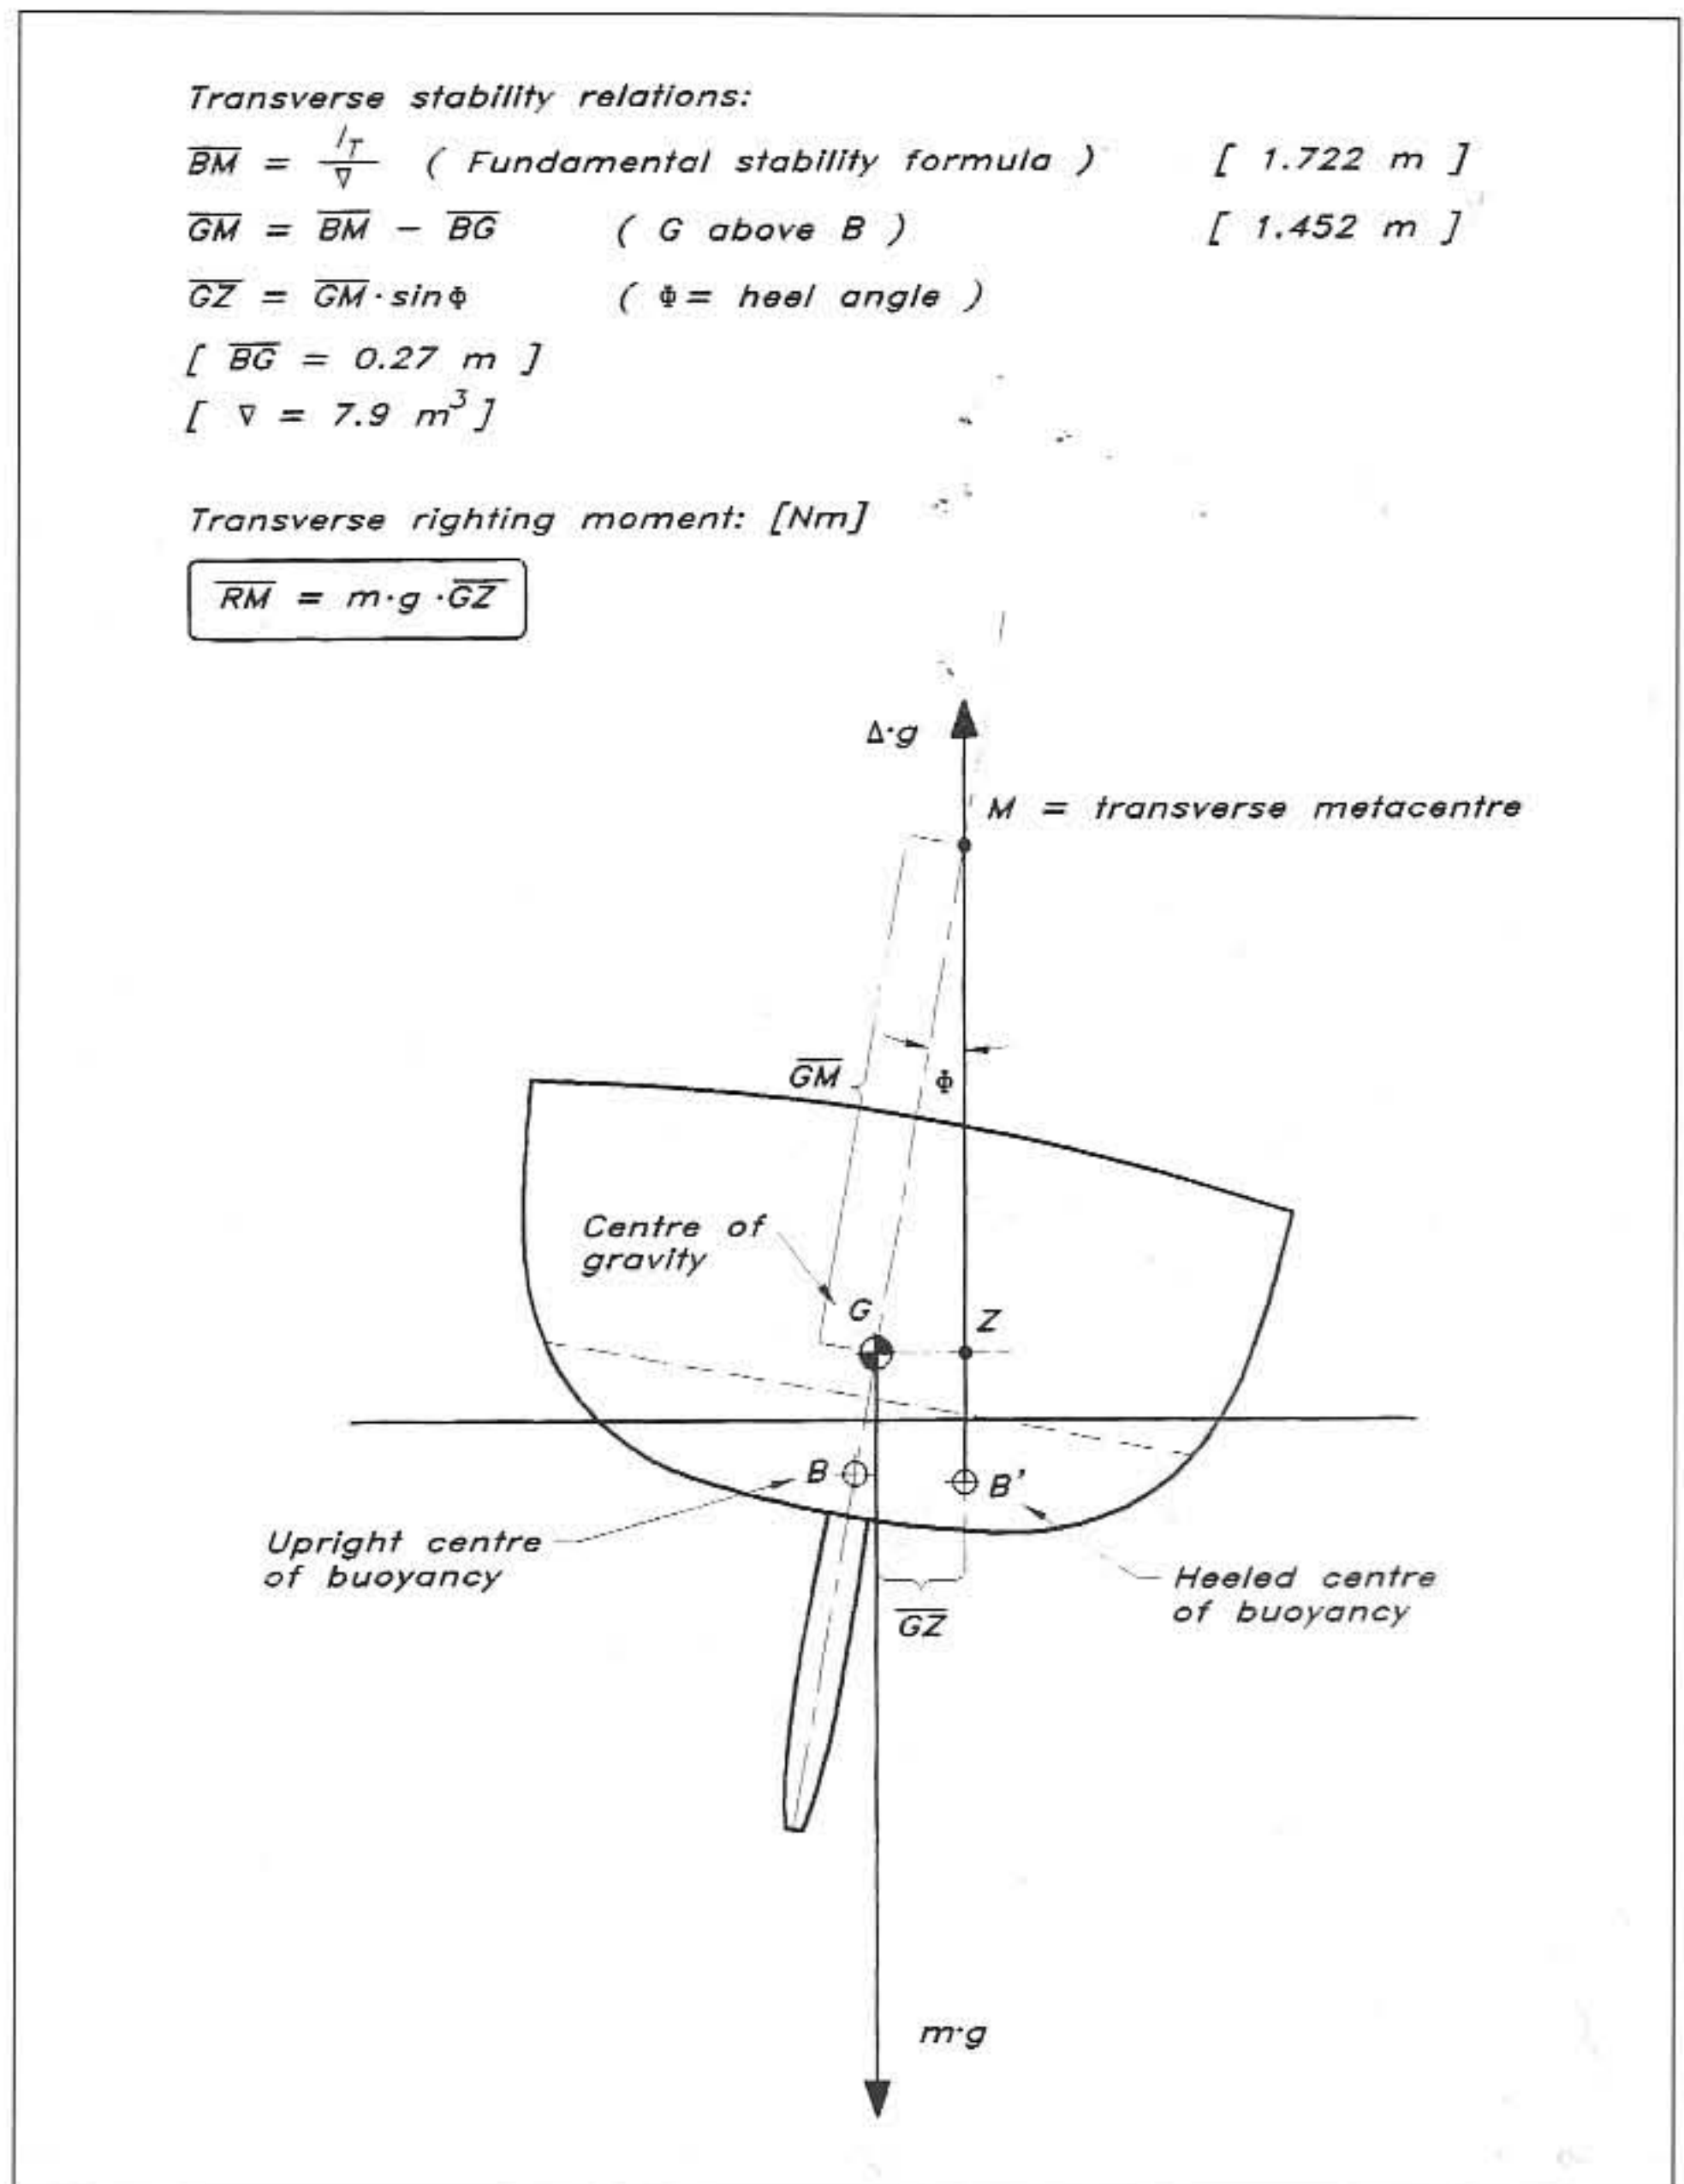 Transverse stability relations:
BM = I_T / ∇ ( Fundamental stability formula ) [ 1.722 m ]
GM = BM − BG ( G above B ) [ 1.452 m ]
GZ = GM · sinΦ ( Φ = heel angle )
[ BG = 0.27 m ]
[ ∇ = 7.9 m³ ]
Transverse righting moment: [Nm]
RM = m·g ·GZ
Δ·g
M = transverse metacentre
GM
Φ
Centre of
gravity
G
Z
B
B'
Upright centre
of buoyancy
Heeled centre
of buoyancy
GZ
m·g